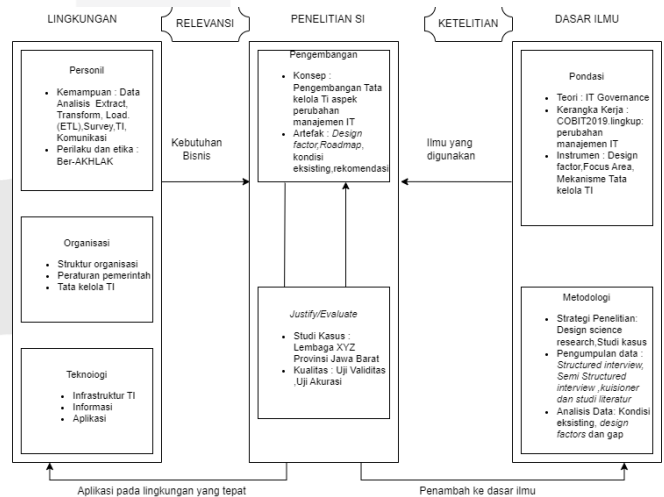 LINGKUNGAN
RELEVANSI
PENELITIAN SI
KETELITIAN
DASAR ILMU
Personil
• Kemampuan : Data
Analisis Extract,
Transform, Load.
(ETL),Survey,TI,
Komunikasi
• Perilaku dan etika :
Ber-AKHLAK
Organisasi
• Struktur organisasi
• Peraturan pemerintah
• Tata kelola TI
Teknologi
• Infrastruktur TI
• Informasi
• Aplikasi
Kebutuhan
Bisnis
Pengembangan
• Konsep :
Pengembangan Tata
kelola Ti aspek
perubahan
manajemen IT
• Artefak : Design
factor,Roadmap,
kondisi
eksisting,rekomendasi
Justify/Evaluate
• Studi Kasus :
Lembaga XYZ
Provinsi Jawa Barat
• Kualitas : Uji Validitas
,Uji Akurasi
Ilmu yang
digunakan
Pondasi
• Teori : IT Governance
• Kerangka Kerja :
COBIT2019.lingkup:
perubahan
manajemen IT
• Instrumen : Design
factor,Focus Area,
Mekanisme Tata
kelola TI
Metodologi
• Strategi Penelitian:
Design science
research,Studi kasus
• Pengumpulan data :
Structured interview,
Semi Structured
interview ,kuisioner
dan studi literatur
• Analisis Data: Kondisi
eksisting, design
factors dan gap
Aplikasi pada lingkungan yang tepat
Penambah ke dasar ilmu